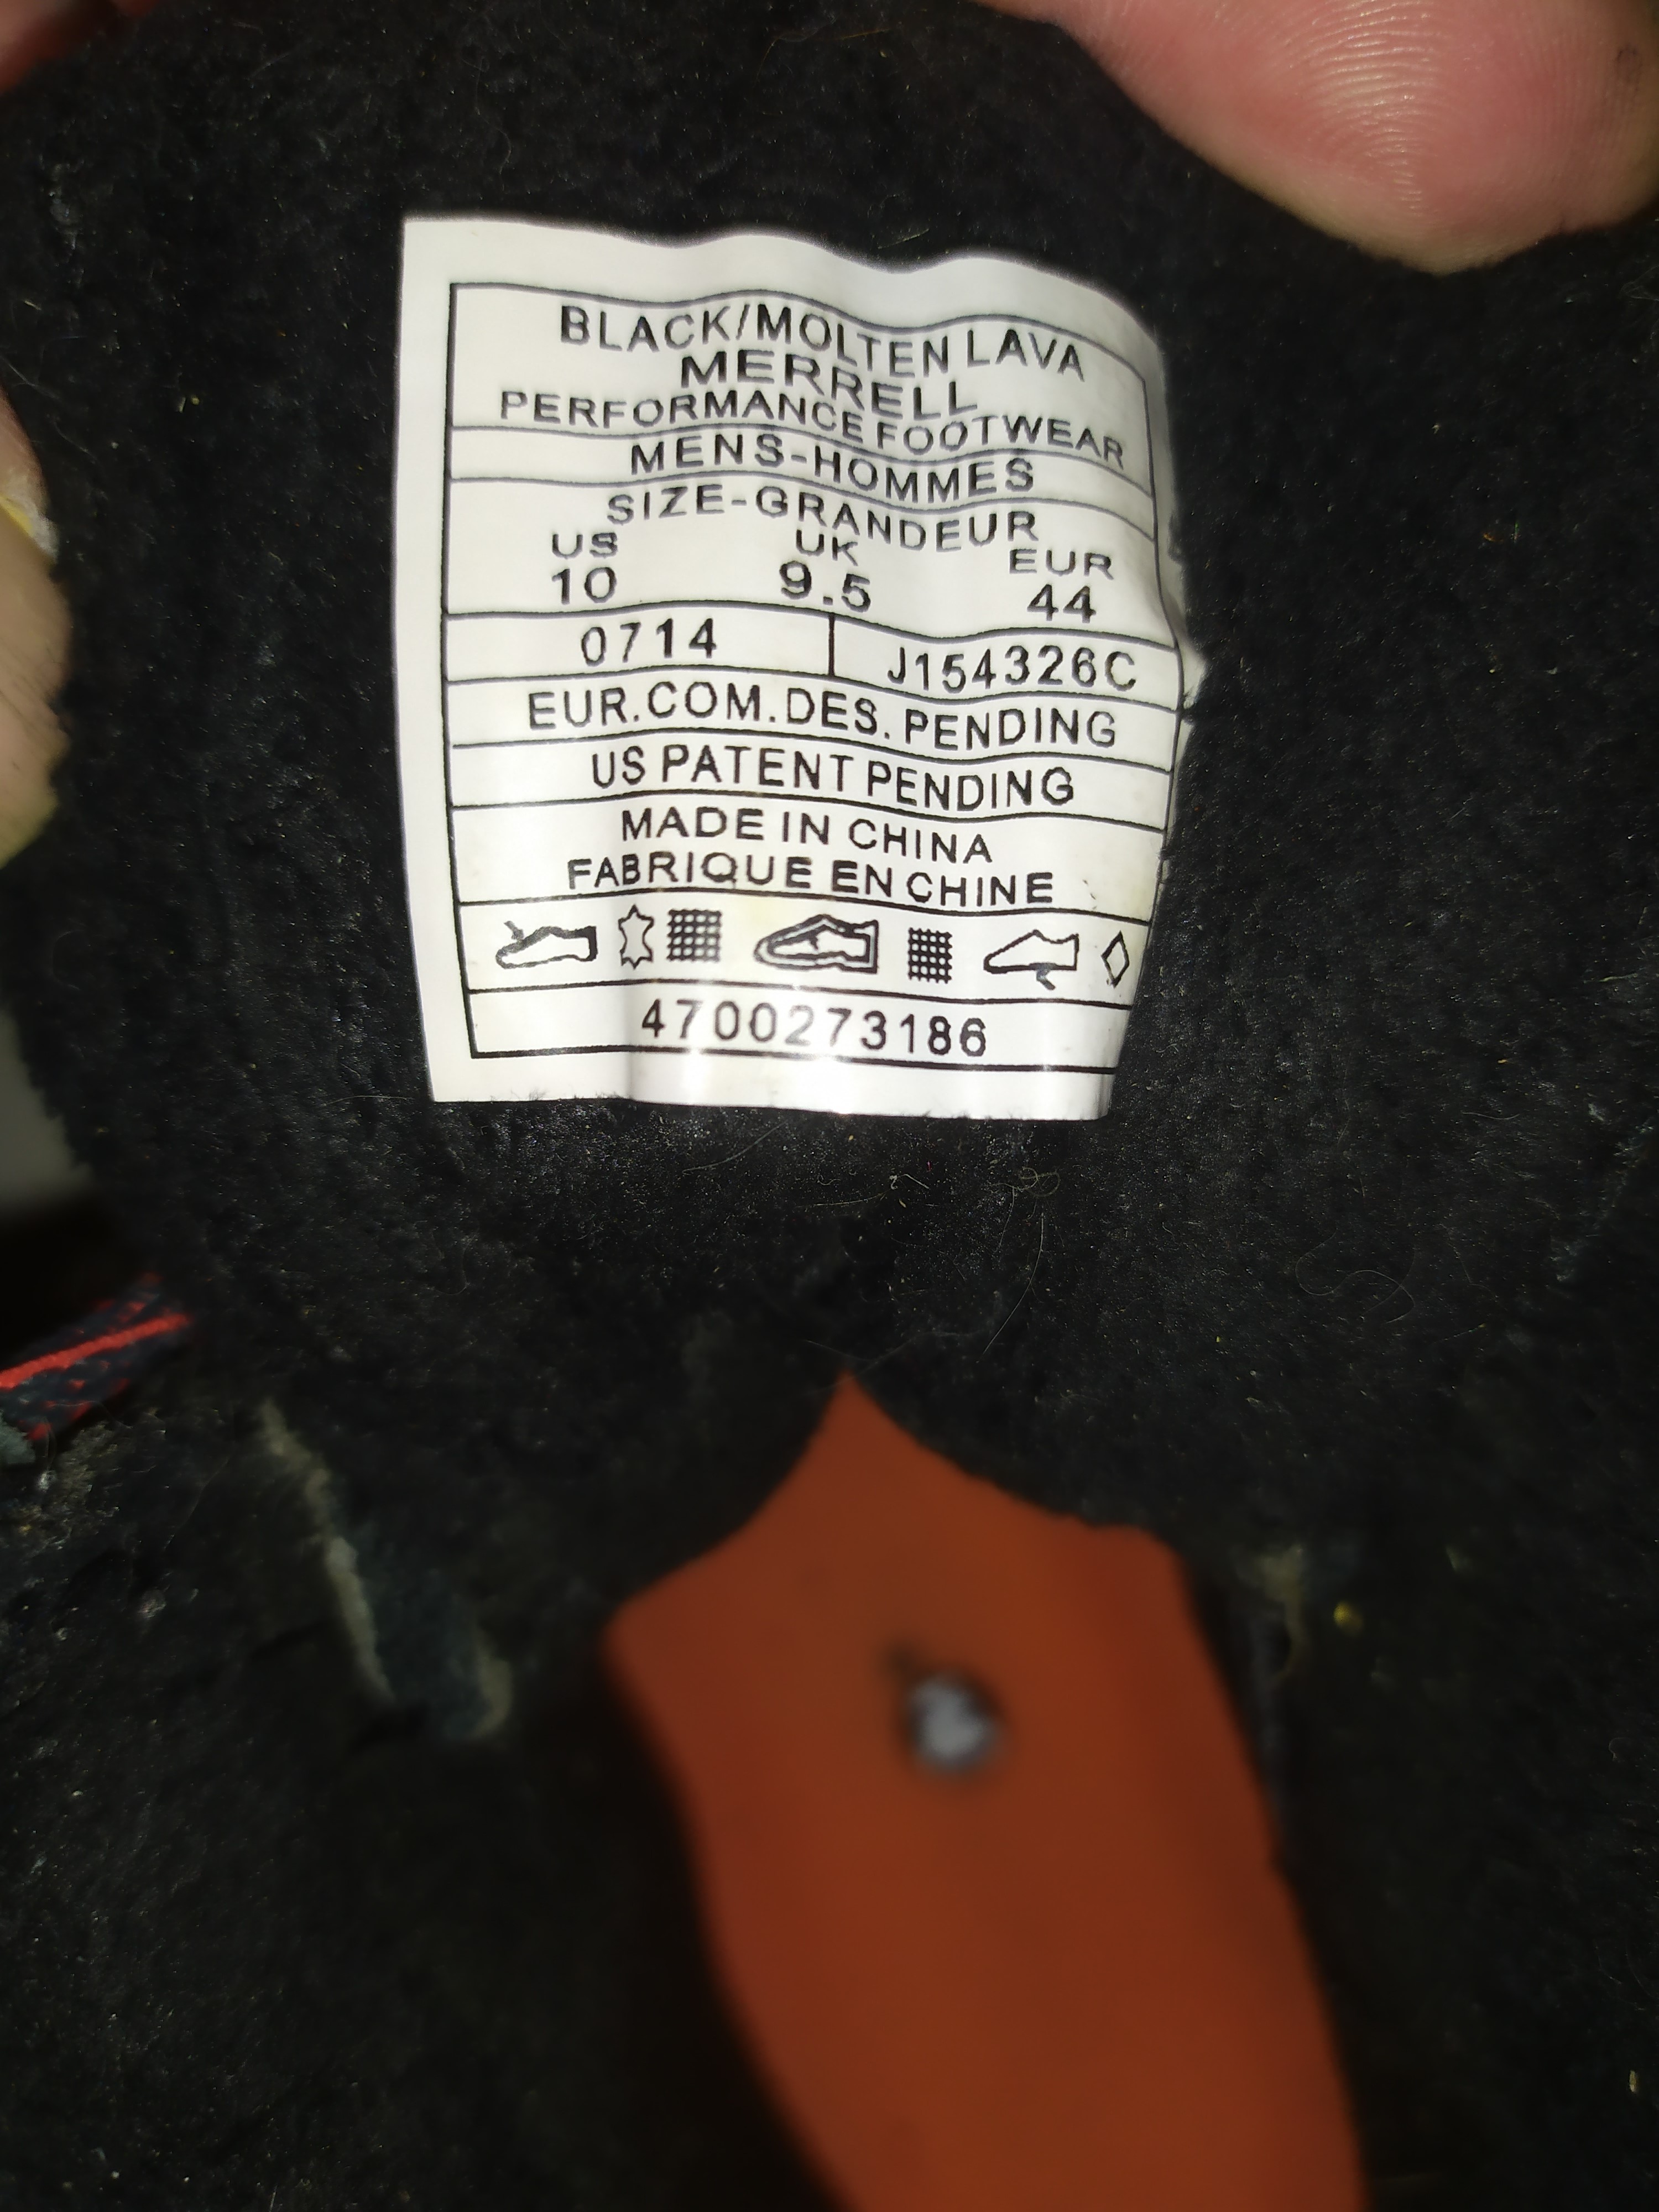 BLACK/MOLTEN LAVA
MERRELL
PERFORMANCE FOOTWEAR
MENS-HOMMES
SIZE-GRANDEUR
US UK EUR
10 9.5 44
0714 J154326C
EUR.COM.DES. PENDING
US PATENT PENDING
MADE IN CHINA
FABRIQUE EN CHINE
4700273186